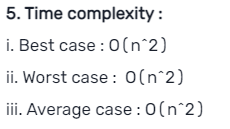 5. Time complexity :
i. Best case : O(n^2)
ii. Worst case :  O(n^2)
iii. Average case : O(n^2)